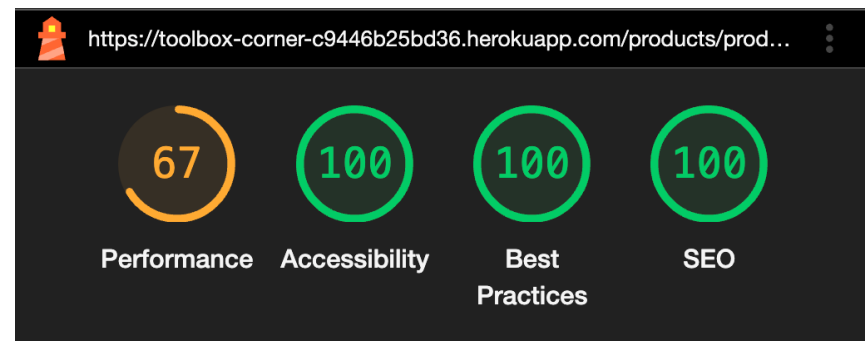 https://toolbox-corner-c9446b25bd36.herokuapp.com/products/prod...
67 100 100 100
Performance Accessibility Best Practices SEO